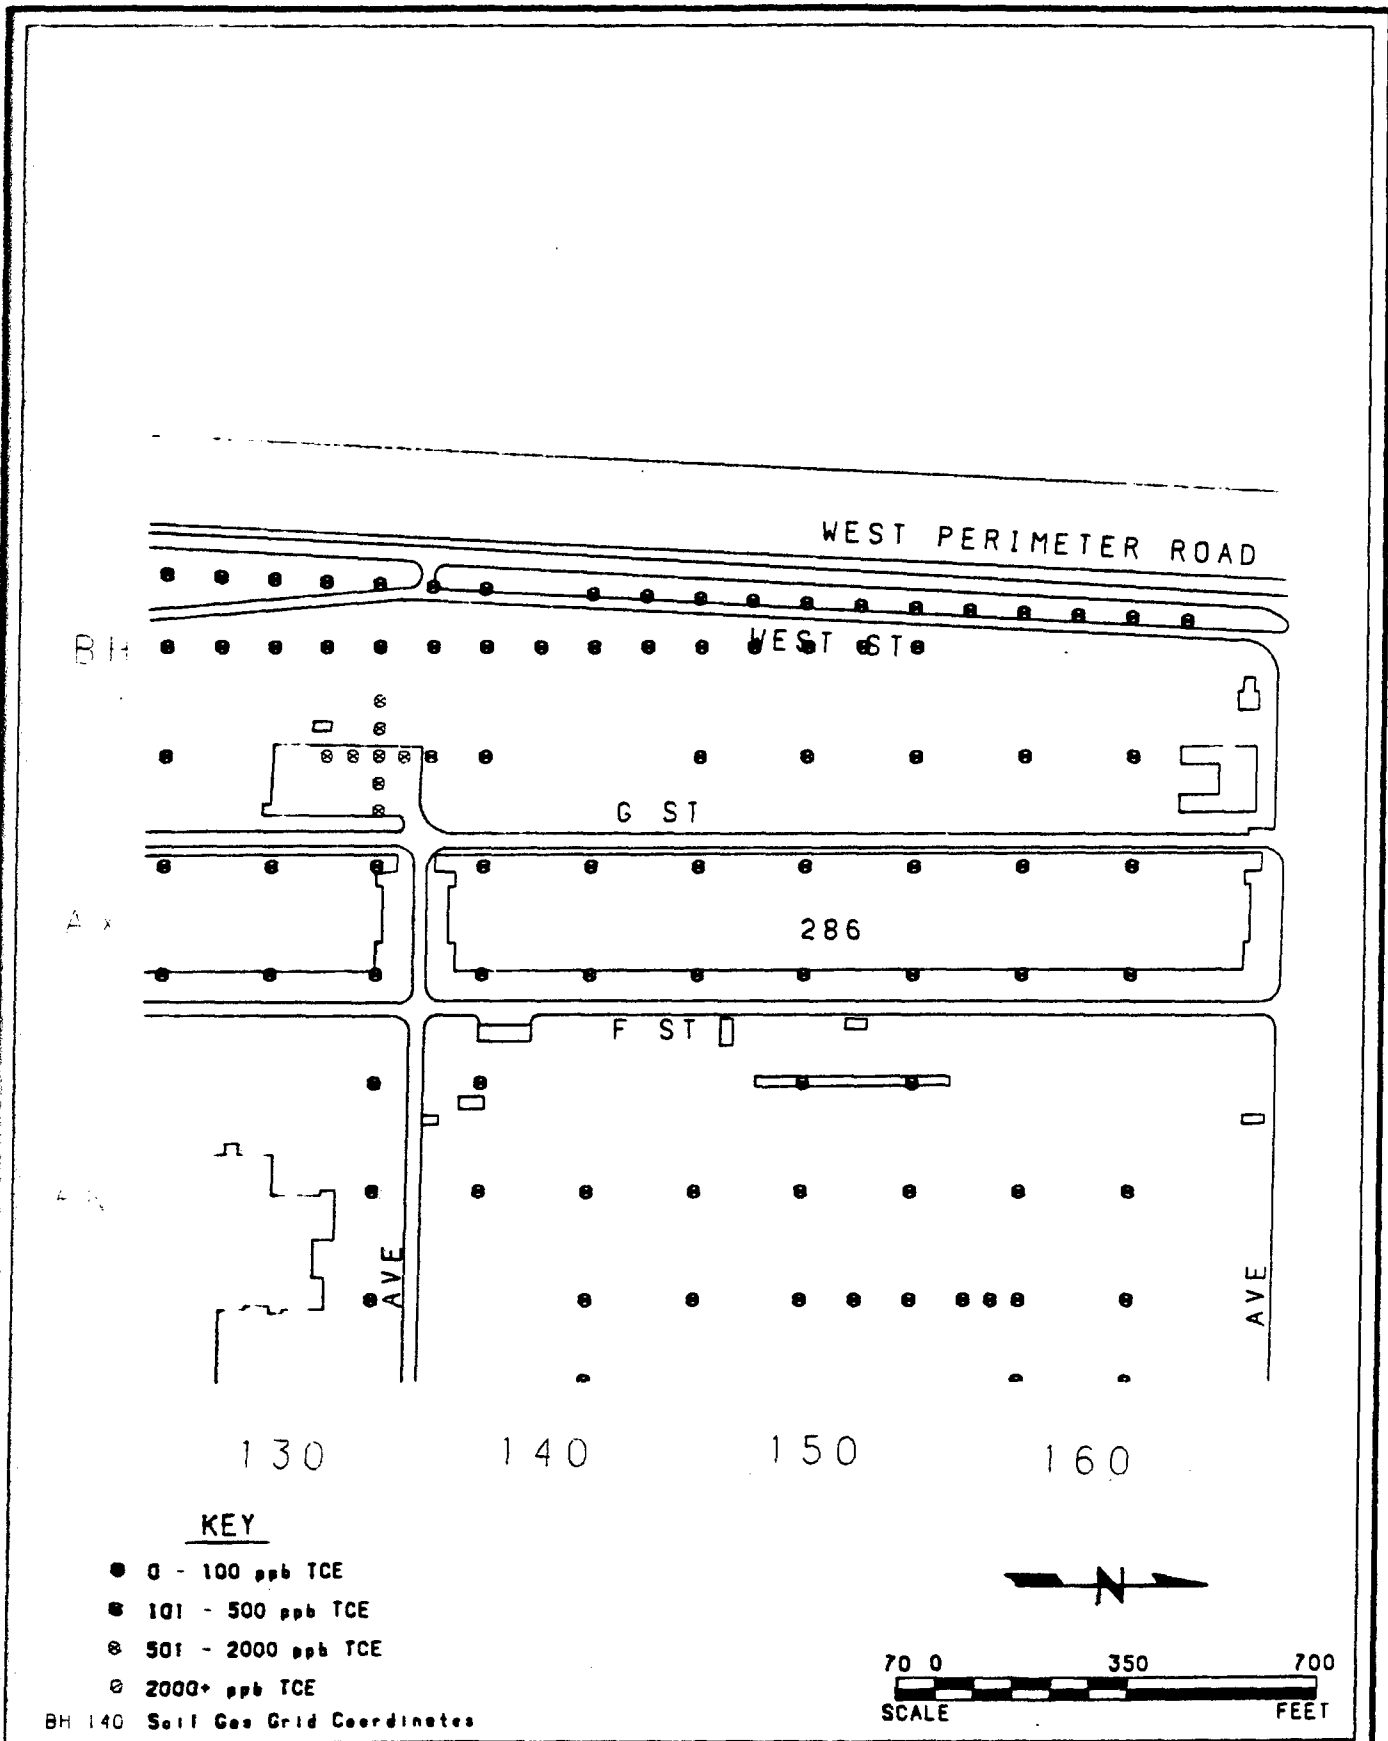 WEST PERIMETER ROAD
BH
WEST ST
G ST
286
F ST
AVE
AVE
130 140 150 160
KEY
0 - 100 ppb TCE
101 - 500 ppb TCE
501 - 2000 ppb TCE
2000+ ppb TCE
BH 140 Soil Gas Grid Coordinates
N
70 0 350 700
SCALE FEET